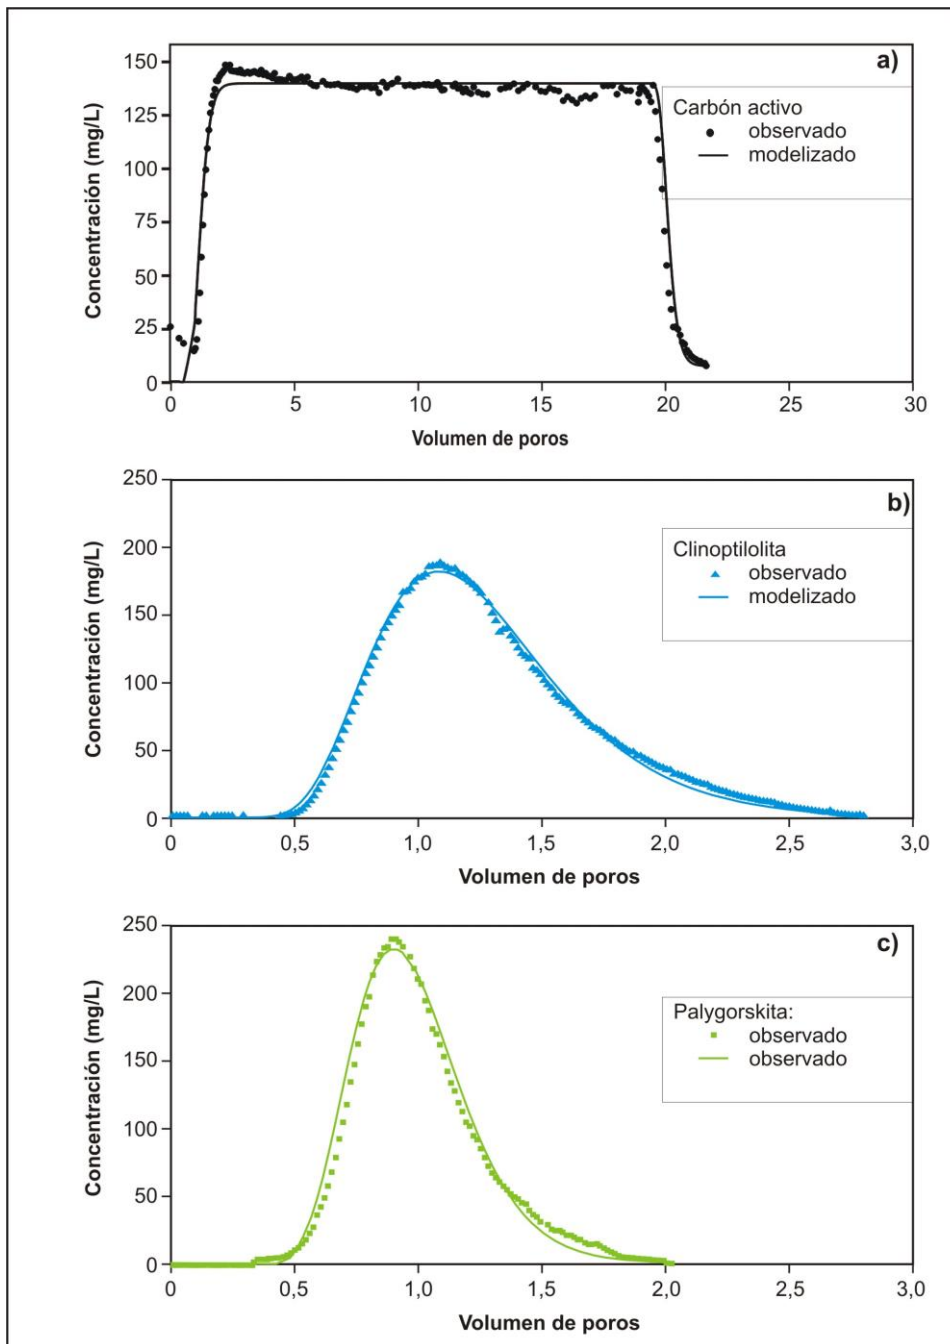 a)
Concentración (mg/L)
150
125
100
75
50
25
0
0 5 10 15 20 25 30
Volumen de poros
Carbón activo
observado
modelizado
b)
Concentración (mg/L)
250
200
150
100
50
0
0 0,5 1,0 1,5 2,0 2,5 3,0
Volumen de poros
Clinoptilolita
observado
modelizado
c)
Concentración (mg/L)
250
200
150
100
50
0
0 0,5 1,0 1,5 2,0 2,5 3,0
Volumen de poros
Palygorskita:
observado
observado